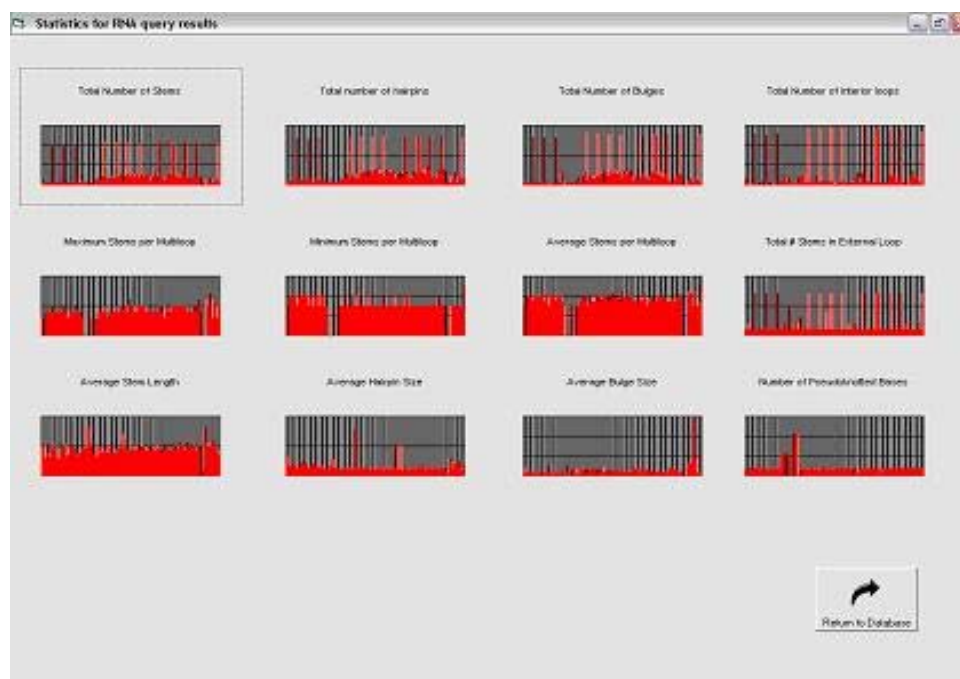 Statistics for RNA query results
Total Number of Stems
Total number of Hairpins
Total Number of Bulges
Total Number of Interior loops
Maximum Stems per Multiloop
Minimum Stems per Multiloop
Average Stems per Multiloop
Total # Stems in External Loop
Average Stem Length
Average Hairpin Size
Average Bulge Size
Number of Pseudoknotted Bases
Return to Database